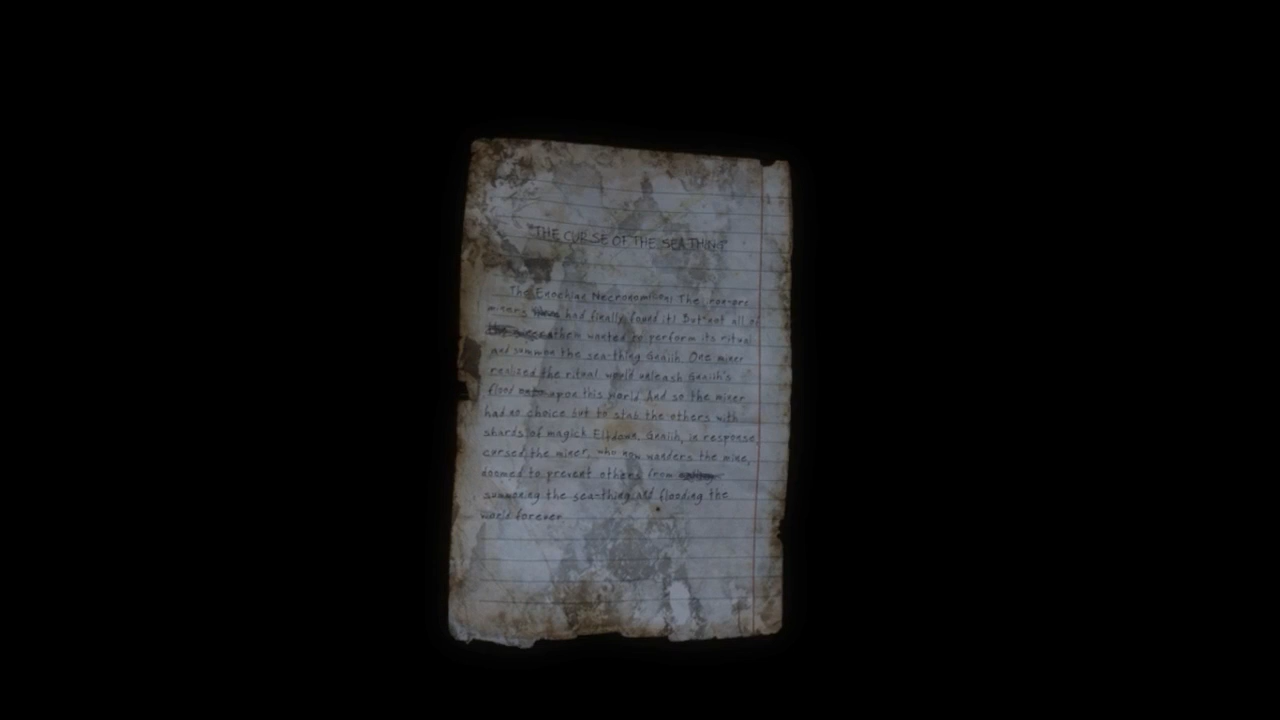 "THE CURSE OF THE SEA THING"
The Enochian Necronomicon! The
miners had finally found it! But not all of
them wanted to perform its ritual
and summon the sea-thing Ganiih. One miner
realized the ritual would unleash Ganiih's
flood upon this world. And so the miner
had no choice but to stab the others with
shards of magick Eltdown. Ganiih, in response,
cursed the miner, who now wanders the mine,
doomed to prevent others from
summoning the sea-thing and flooding the
world forever.